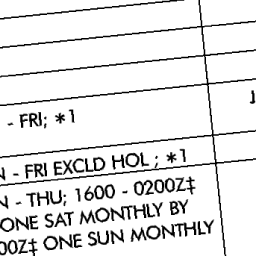 - FRI; *1
N - FRI EXCLD HOL ; *1
N - THU; 1600 - 0200Z‡
ONE SAT MONTHLY BY
00Z‡ ONE SUN MONTHLY